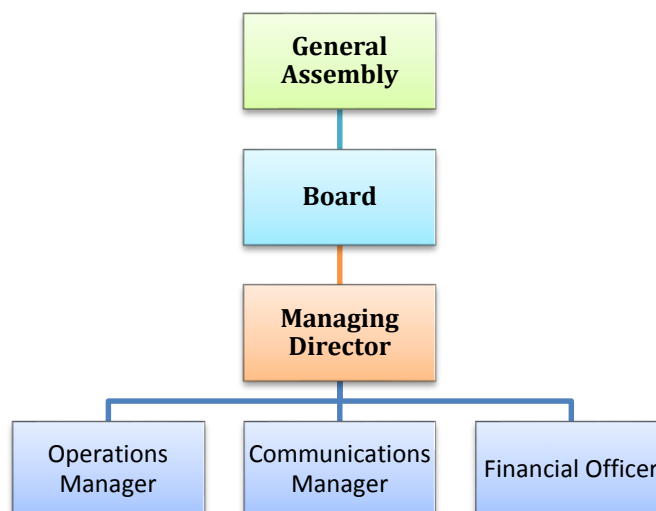 General
Assembly
Board
Managing
Director
Operations
Manager
Communications
Manager
Financial Officer